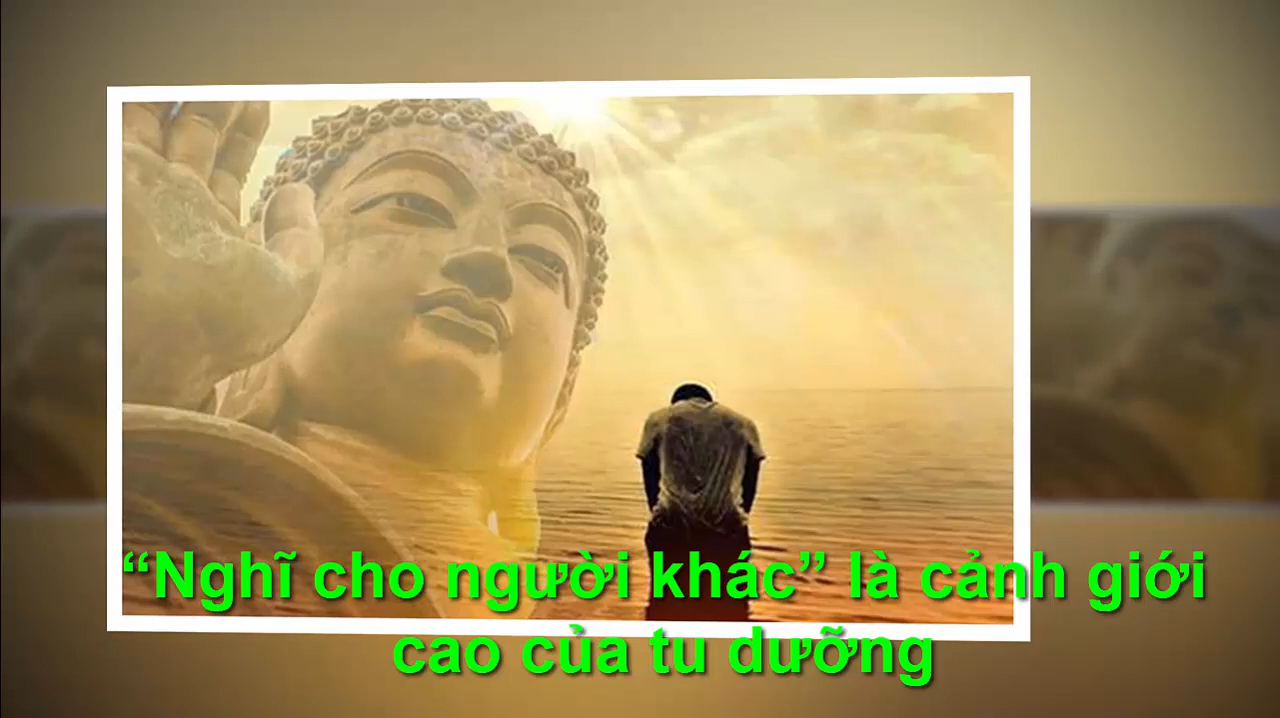 “Nghĩ cho người khác” là cảnh giới
cao của tu dưỡng